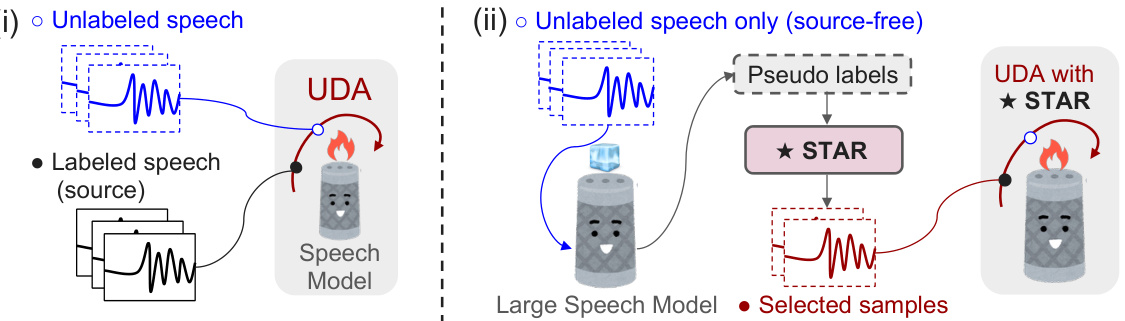 (i) ○ Unlabeled speech
UDA
● Labeled speech
(source)
Speech
Model
(ii) ○ Unlabeled speech only (source-free)
Pseudo labels
★ STAR
Large Speech Model
● Selected samples
UDA with
★ STAR